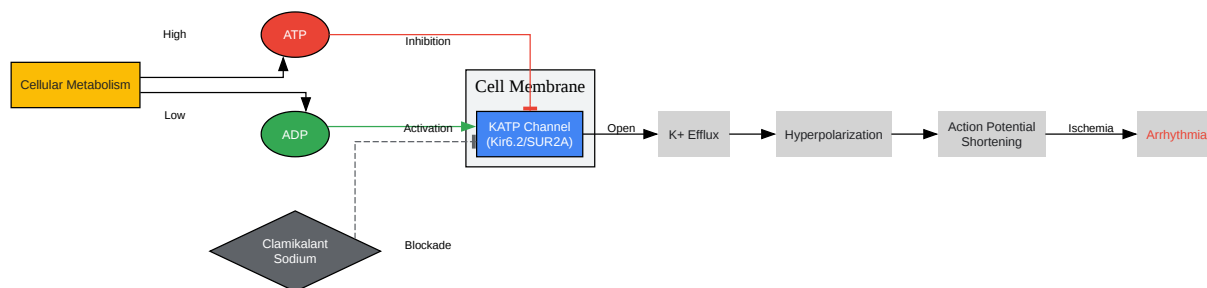 High
ATP
Inhibition
Cellular Metabolism
Cell Membrane
Low
ADP
Activation
KATP Channel
(Kir6.2/SUR2A)
Open
K+ Efflux
Hyperpolarization
Action Potential
Shortening
Ischemia
Arrhythmia
Clamikalant
Sodium
Blockade